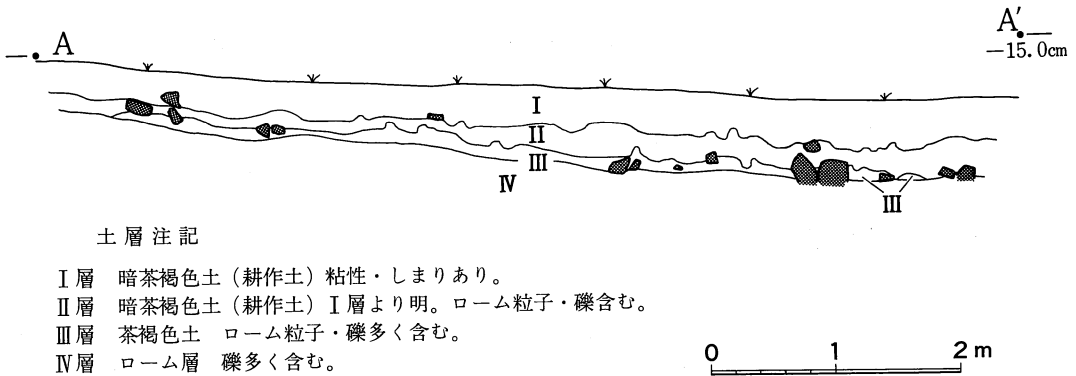 A
A′
−15.0cm
Ⅰ
Ⅱ
Ⅲ
Ⅳ
Ⅲ
土層注記
Ⅰ層 暗茶褐色土（耕作土）粘性・しまりあり。
Ⅱ層 暗茶褐色土（耕作土）Ⅰ層より明。ローム粒子・礫含む。
Ⅲ層 茶褐色土 ローム粒子・礫多く含む。
Ⅳ層 ローム層 礫多く含む。
0 1 2m